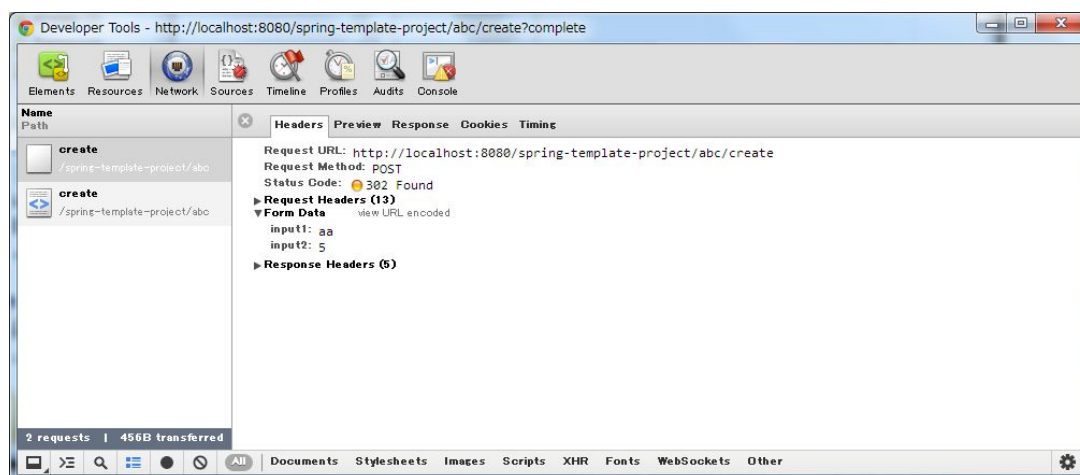 Developer Tools - http://localhost:8080/spring-template-project/abc/create?complete
Elements Resources Network Sources Timeline Profiles Audits Console
Name
Path
Headers Preview Response Cookies Timing
create
/spring-template-project/abc
create
/spring-template-project/abc
Request URL: http://localhost:8080/spring-template-project/abc/create
Request Method: POST
Status Code: 302 Found
Request Headers (13)
Form Data view URL encoded
input1: aa
input2: 5
Response Headers (5)
2 requests | 456B transferred
All Documents Stylesheets Images Scripts XHR Fonts WebSockets Other